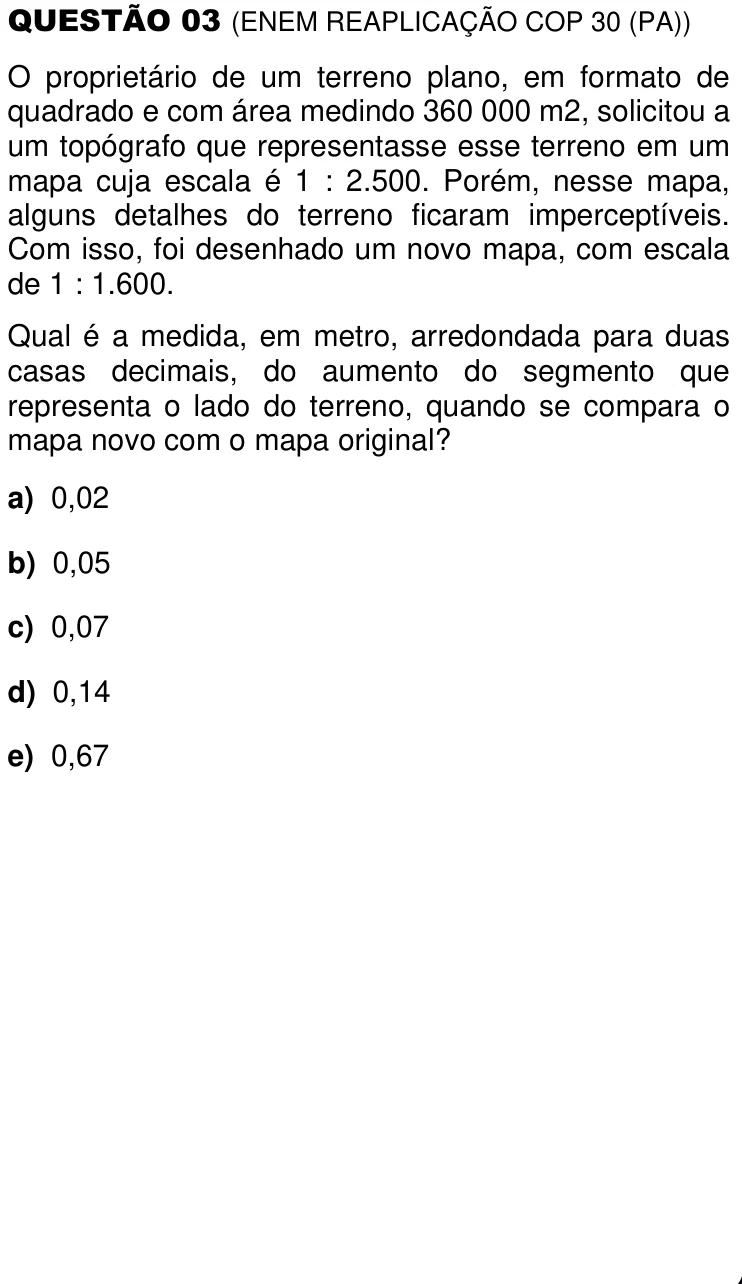 QUESTÃO 03 (ENEM REAPLICAÇÃO COP 30 (PA))
O proprietário de um terreno plano, em formato de
quadrado e com área medindo 360 000 m2, solicitou a
um topógrafo que representasse esse terreno em um
mapa cuja escala é 1 : 2.500. Porém, nesse mapa,
alguns detalhes do terreno ficaram imperceptíveis.
Com isso, foi desenhado um novo mapa, com escala
de 1 : 1.600.
Qual é a medida, em metro, arredondada para duas
casas decimais, do aumento do segmento que
representa o lado do terreno, quando se compara o
mapa novo com o mapa original?
a) 0,02
b) 0,05
c) 0,07
d) 0,14
e) 0,67